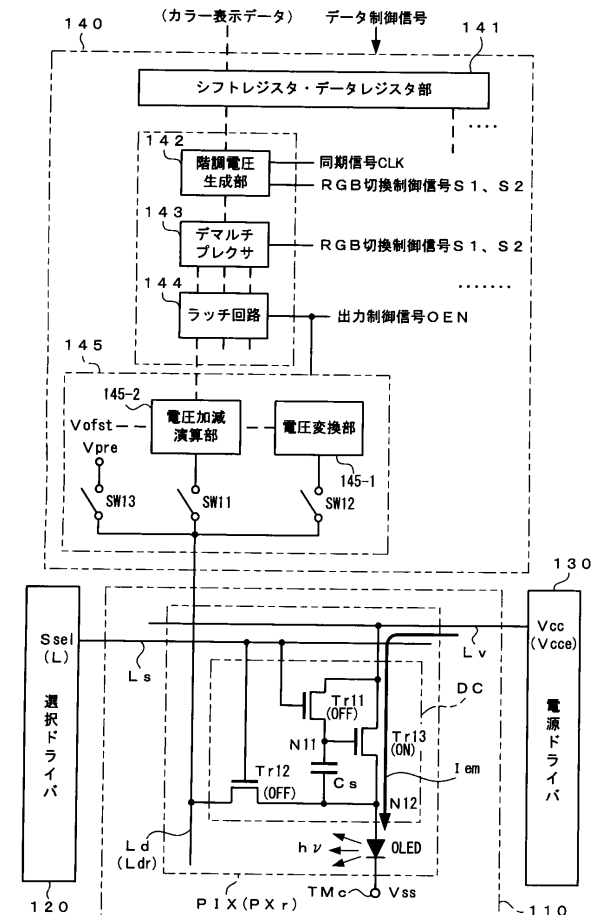 (カラー表示データ)
データ制御信号
140
141
シフトレジスタ・データレジスタ部
142
階調電圧
生成部
同期信号CLK
RGB切換制御信号S1、S2
143
デマルチ
プレクサ
RGB切換制御信号S1、S2
144
ラッチ回路
出力制御信号OEN
145
145-2
電圧加減
演算部
電圧変換部
145-1
Vofst
Vpre
SW13
SW11
SW12
130
Ssel
(L)
Ls
選択ドライバ
Vcc
(Vcce)
Lv
電源ドライバ
DC
Tr11
(OFF)
N11
Tr13
(ON)
Cs
Tr12
(OFF)
Iem
N12
Ld
(Ldr)
hν
OLED
TMc
Vss
PIX(PXr)
120
110